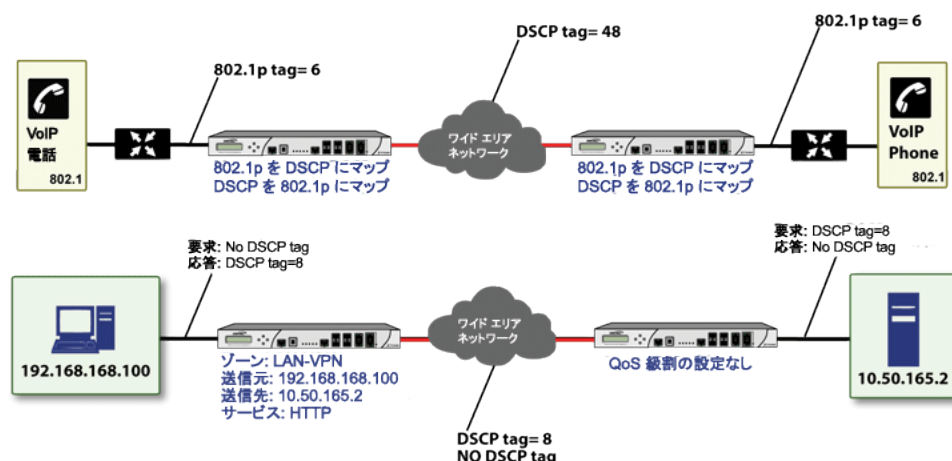 DSCP tag= 48
802.1p tag= 6
802.1p tag= 6
VoIP
電話
802.1
ワイド エリア
ネットワーク
VoIP
Phone
802.1
802.1p を DSCP にマップ
DSCP を 802.1p にマップ
802.1p を DSCP にマップ
DSCP を 802.1p にマップ
要求: No DSCP tag
応答: DSCP tag=8
要求: DSCP tag=8
応答: No DSCP tag
192.168.168.100
ワイド エリア
ネットワーク
10.50.165.2
ゾーン: LAN-VPN
送信元: 192.168.168.100
送信先: 10.50.165.2
サービス: HTTP
QoS 級割の設定なし
DSCP tag= 8
NO DSCP tag